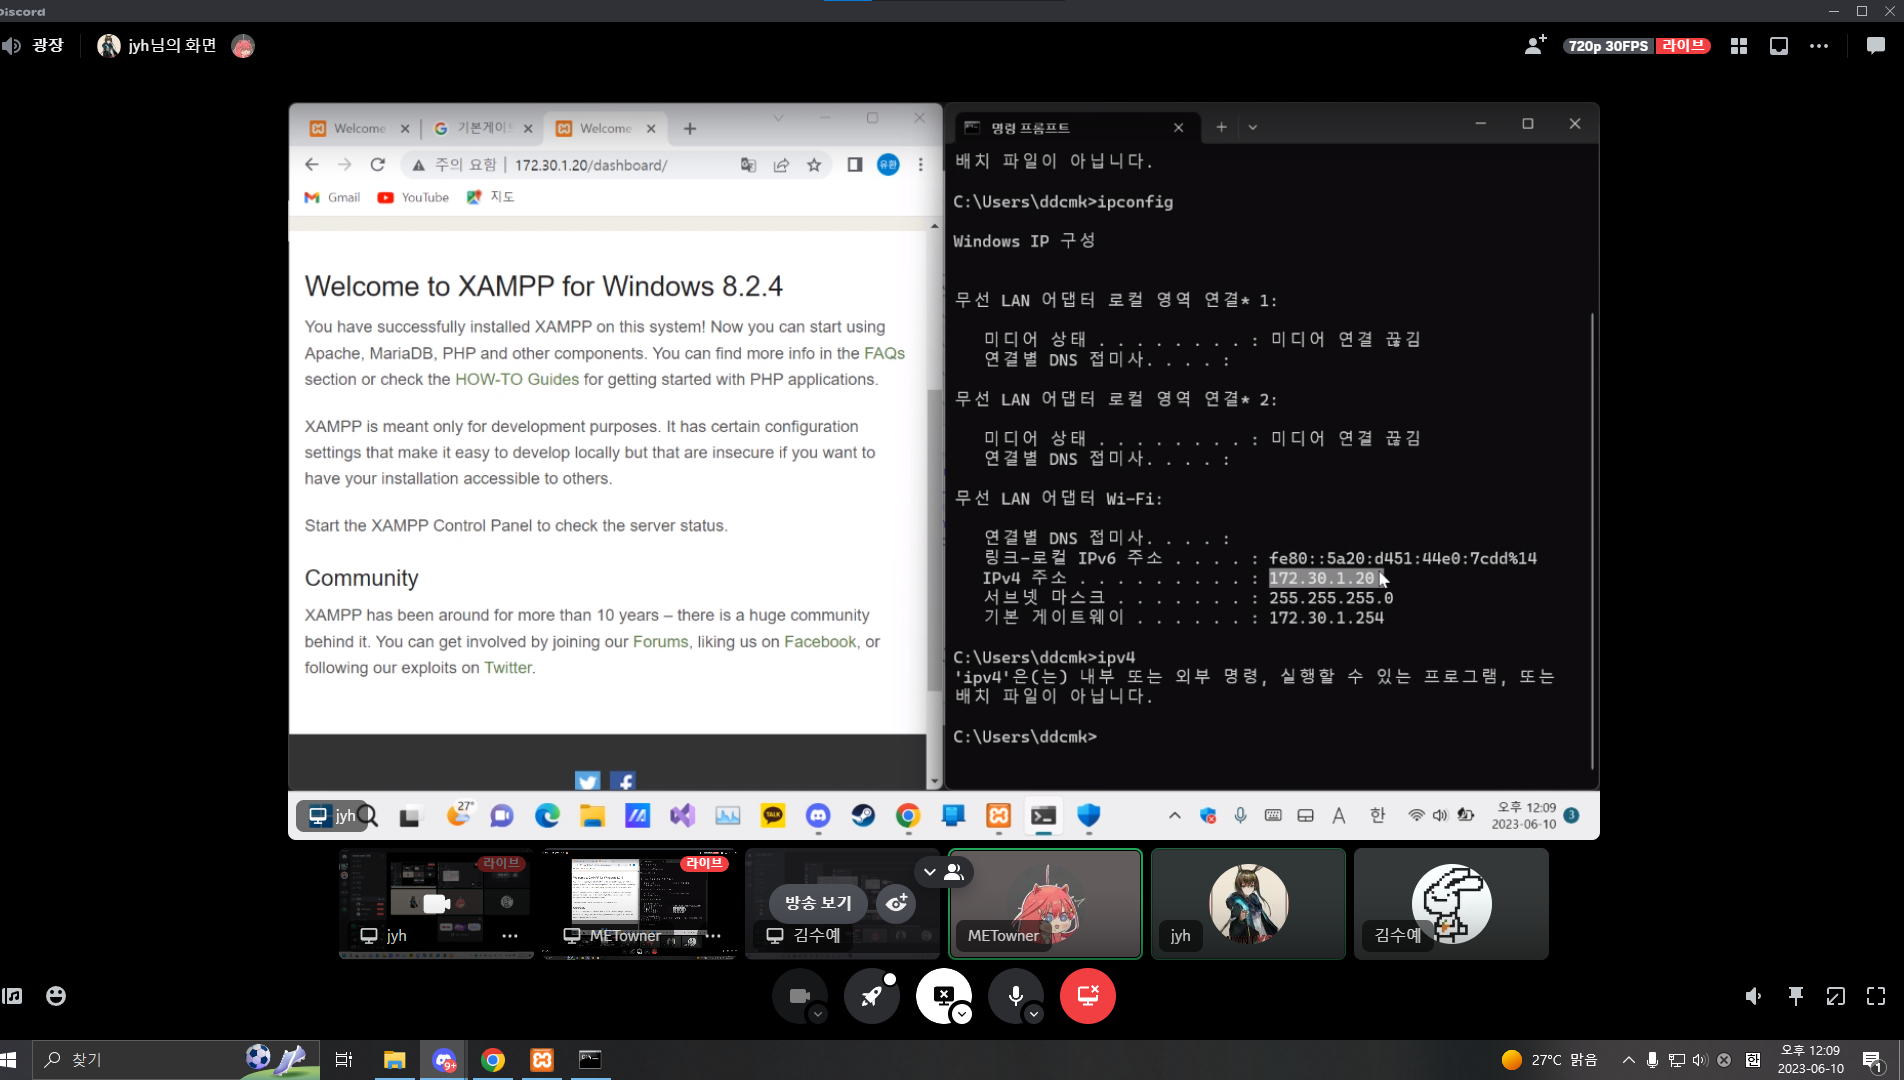 Discord
광장
jyh님의 화면
720p 30FPS 라이브
Welcome
기본게이트
Welcome
주의 요함 | 172.30.1.20/dashboard/
유환
Gmail
YouTube
지도
Welcome to XAMPP for Windows 8.2.4
You have successfully installed XAMPP on this system! Now you can start using
Apache, MariaDB, PHP and other components. You can find more info in the FAQs
section or check the HOW-TO Guides for getting started with PHP applications.
XAMPP is meant only for development purposes. It has certain configuration
settings that make it easy to develop locally but that are insecure if you want to
have your installation accessible to others.
Start the XAMPP Control Panel to check the server status.
Community
XAMPP has been around for more than 10 years – there is a huge community
behind it. You can get involved by joining our Forums, liking us on Facebook, or
following our exploits on Twitter.
명령 프롬프트
배치 파일이 아닙니다.
C:\Users\ddcmk>ipconfig
Windows IP 구성
무선 LAN 어댑터 로컬 영역 연결* 1:
미디어 상태 . . . . . . . . : 미디어 연결 끊김
연결별 DNS 접미사. . . . :
무선 LAN 어댑터 로컬 영역 연결* 2:
미디어 상태 . . . . . . . . : 미디어 연결 끊김
연결별 DNS 접미사. . . . :
무선 LAN 어댑터 Wi-Fi:
연결별 DNS 접미사. . . . :
링크-로컬 IPv6 주소 . . . . : fe80::5a20:d451:44e0:7cdd%14
IPv4 주소 . . . . . . . . . : 172.30.1.20
서브넷 마스크 . . . . . . . : 255.255.255.0
기본 게이트웨이 . . . . . . : 172.30.1.254
C:\Users\ddcmk>ipv4
'ipv4'은(는) 내부 또는 외부 명령, 실행할 수 있는 프로그램, 또는
배치 파일이 아닙니다.
C:\Users\ddcmk>
jyh
27°
TALK
A
한
오후 12:09
2023-06-10
3
라이브
jyh
라이브
METowner
방송 보기
김수예
METowner
jyh
김수예
찾기
9+
27°C 맑음
한
오후 12:09
2023-06-10
1